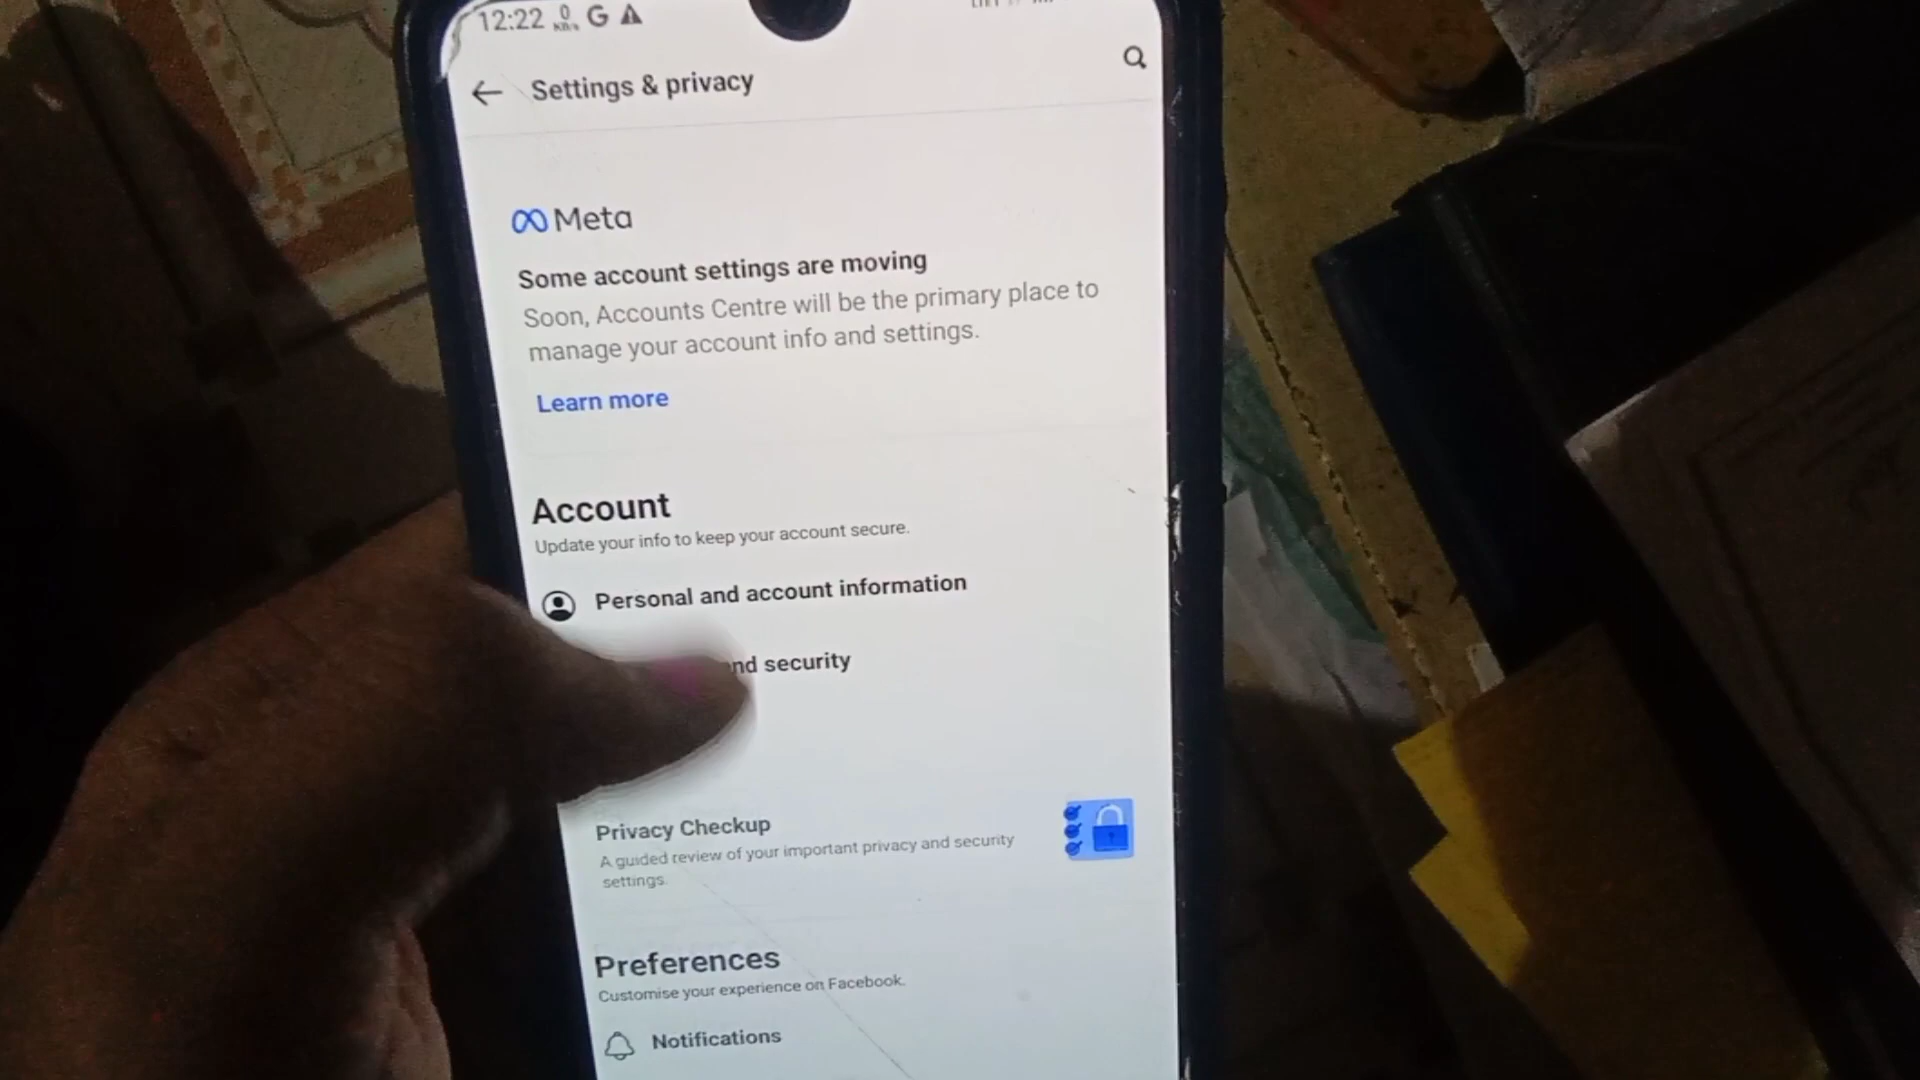 12:22 0 KB/s G
Settings & privacy
Meta
Some account settings are moving
Soon, Accounts Centre will be the primary place to
manage your account info and settings.
Learn more
Account
Update your info to keep your account secure.
Personal and account information
nd security
Privacy Checkup
A guided review of your important privacy and security
settings.
Preferences
Customise your experience on Facebook.
Notifications